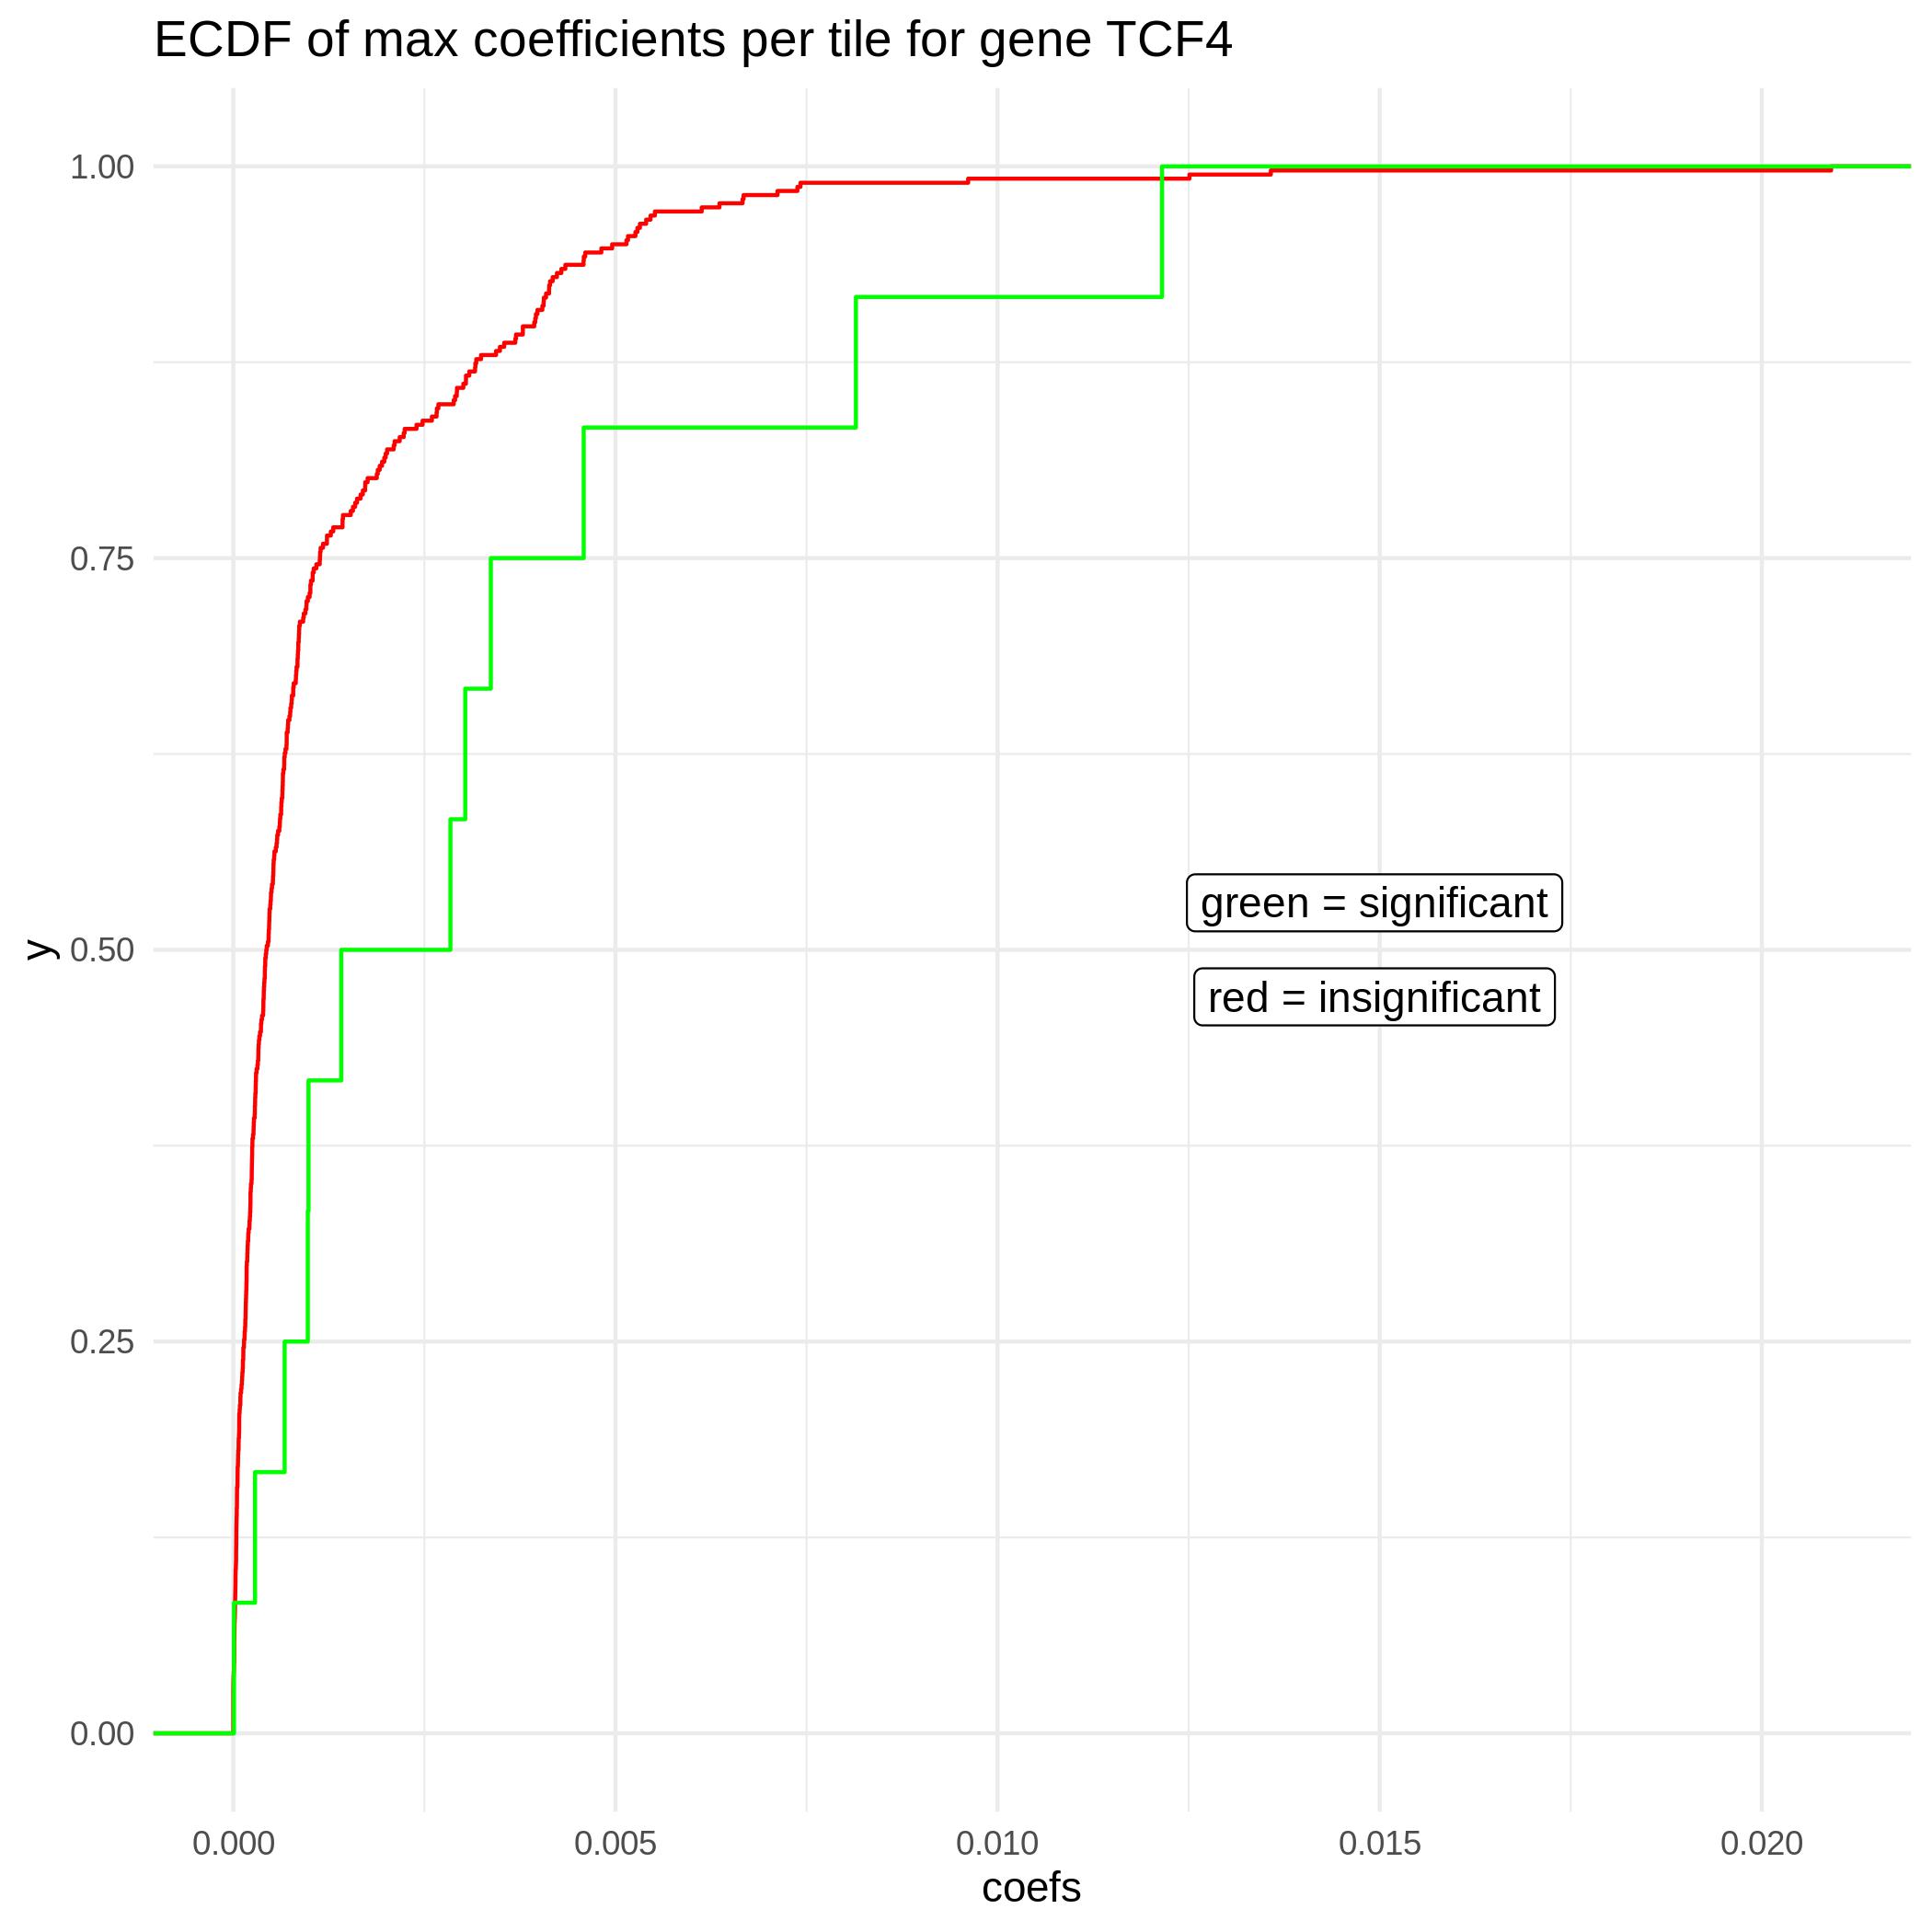 ECDF of max coefficients per tile for gene TCF4
1.00
0.75
0.50
0.25
0.00
y
green = significant
red = insignificant
0.000 0.005 0.010 0.015 0.020
coefs